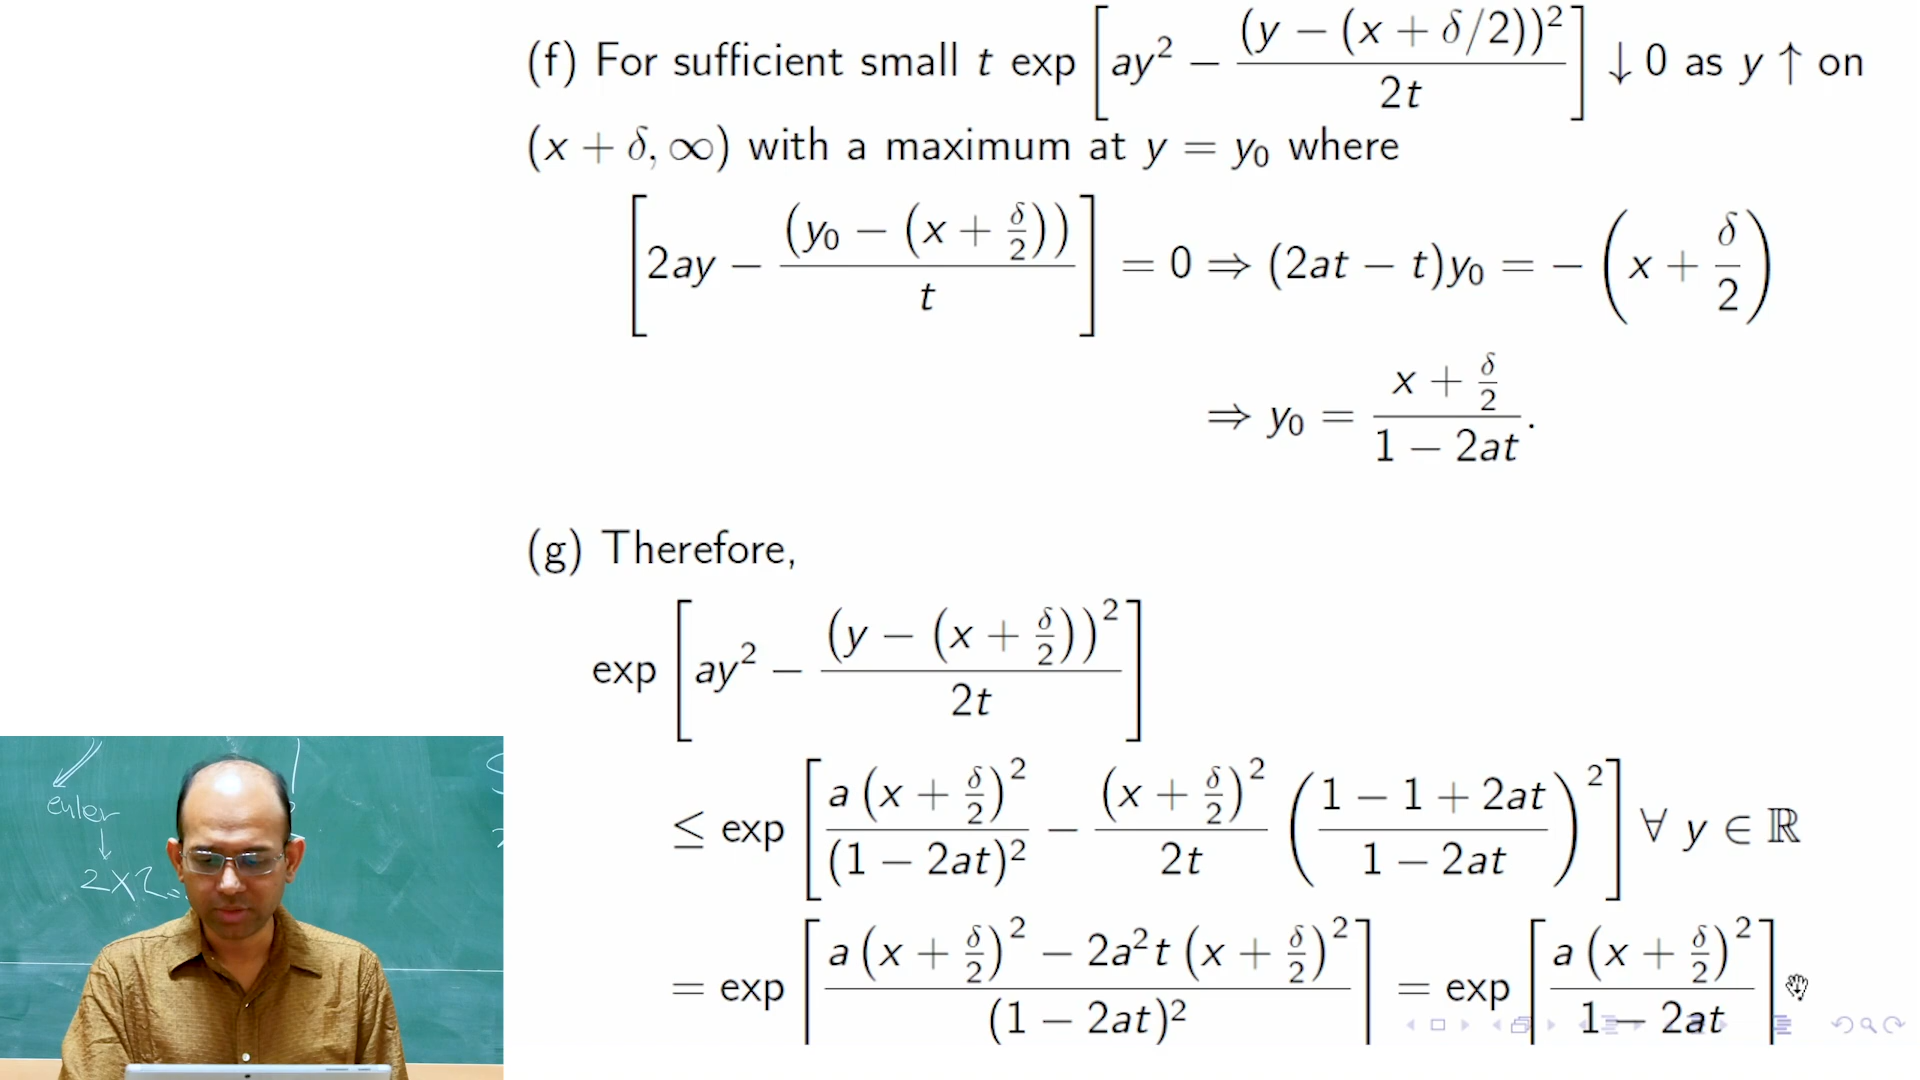 (f) For sufficient small t exp [ay² − (y − (x + δ/2))² / 2t] ↓ 0 as y ↑ on
(x + δ, ∞) with a maximum at y = y₀ where
[2ay − (y₀ − (x + δ/2)) / t] = 0 ⇒ (2at − t)y₀ = − (x + δ/2)
⇒ y₀ = (x + δ/2) / (1 − 2at).
(g) Therefore,
exp [ay² − (y − (x + δ/2))² / 2t]
≤ exp [a (x + δ/2)² / (1 − 2at)² − (x + δ/2)² / 2t ((1 − 1 + 2at) / (1 − 2at))²] ∀ y ∈ ℝ
= exp [(a (x + δ/2)² − 2a²t (x + δ/2)²) / (1 − 2at)²] = exp [a (x + δ/2)² / (1 − 2at)]
euler
2×2